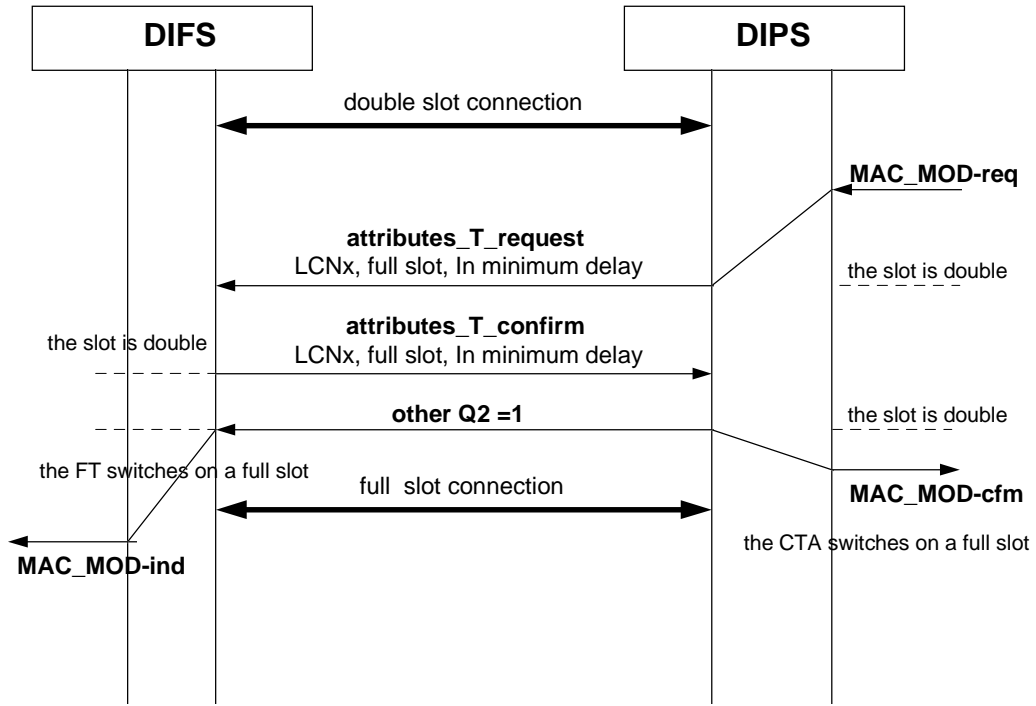 DIFS
DIPS
double slot connection
MAC_MOD-req
attributes_T_request
LCNx, full slot, In minimum delay
the slot is double
attributes_T_confirm
the slot is double
LCNx, full slot, In minimum delay
other Q2 =1
the slot is double
the FT switches on a full slot
full slot connection
MAC_MOD-cfm
the CTA switches on a full slot
MAC_MOD-ind